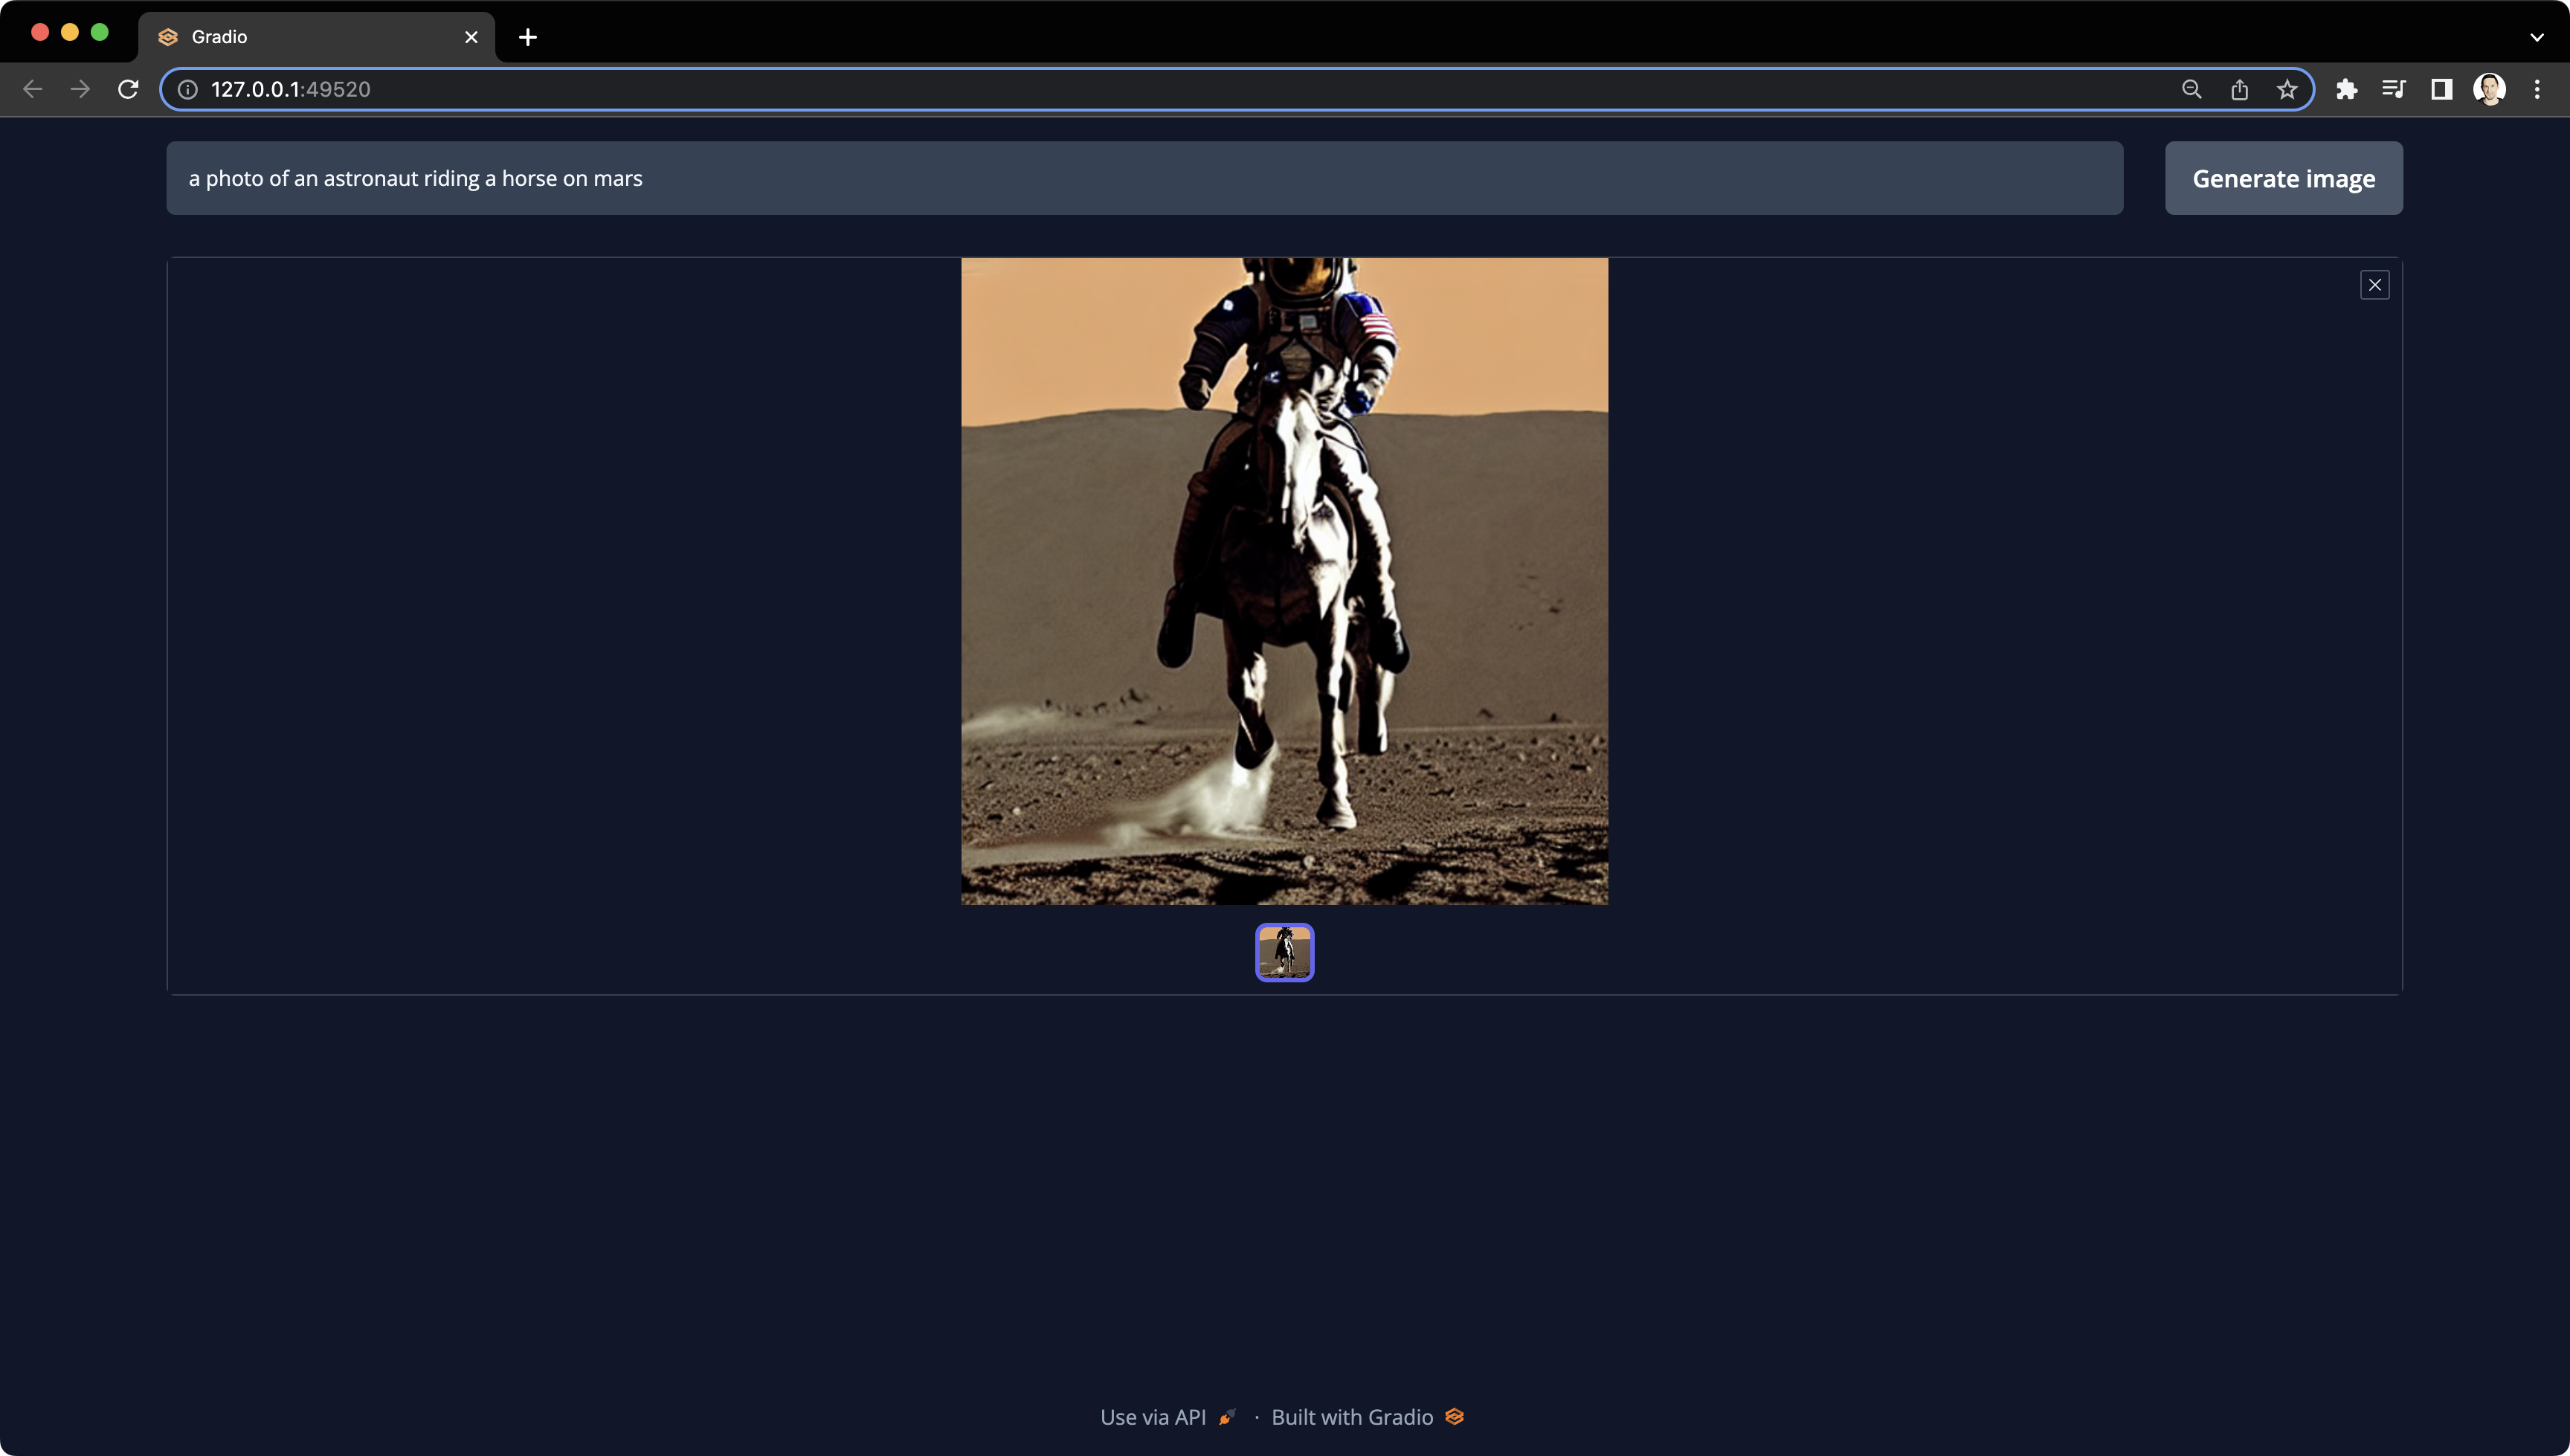 Gradio
127.0.0.1:49520
a photo of an astronaut riding a horse on mars
Generate image
Use via API · Built with Gradio